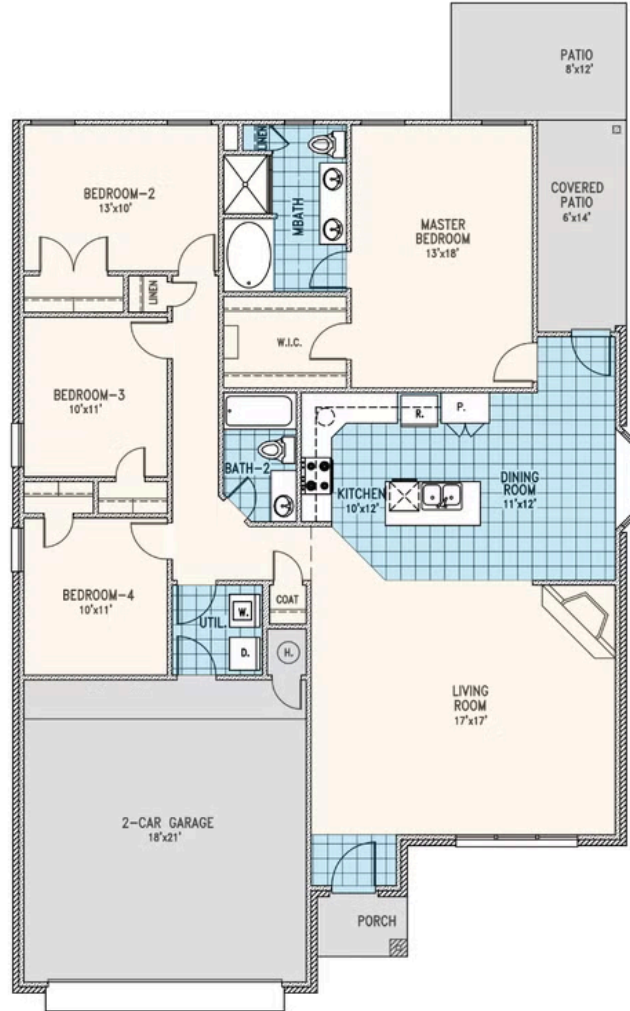 PATIO
8'x12'
LINEN
BEDROOM-2
13'x10'
MBATH
MASTER
BEDROOM
13'x18'
COVERED
PATIO
6'x14'
LINEN
W.I.C.
BEDROOM-3
10'x11'
R.
P.
BATH-2
KITCHEN
10'x12'
DINING
ROOM
11'x12'
BEDROOM-4
10'x11'
UTIL.
W.
D.
COAT
H.
LIVING
ROOM
17'x17'
2-CAR GARAGE
18'x21'
PORCH